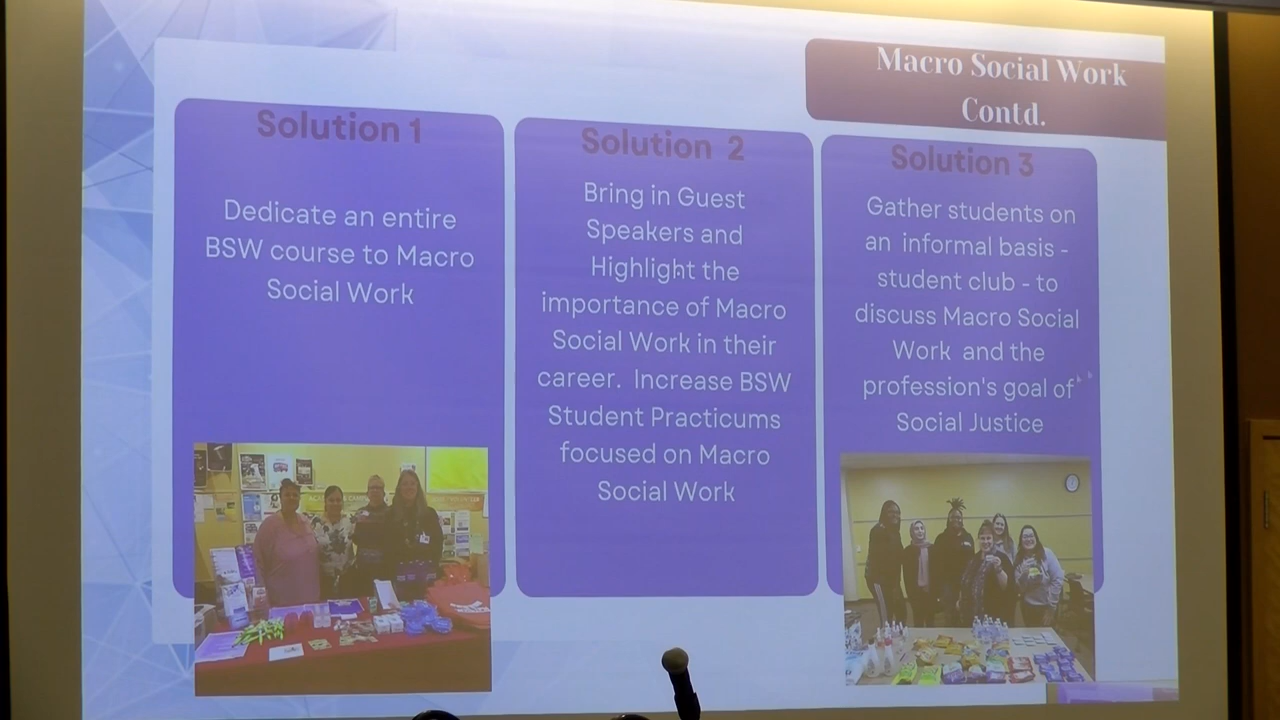 Macro Social Work
Contd.
Solution 1
Dedicate an entire
BSW course to Macro
Social Work
Solution 2
Bring in Guest
Speakers and
Highlight the
importance of Macro
Social Work in their
career. Increase BSW
Student Practicums
focused on Macro
Social Work
Solution 3
Gather students on
an informal basis -
student club - to
discuss Macro Social
Work and the
profession's goal of
Social Justice